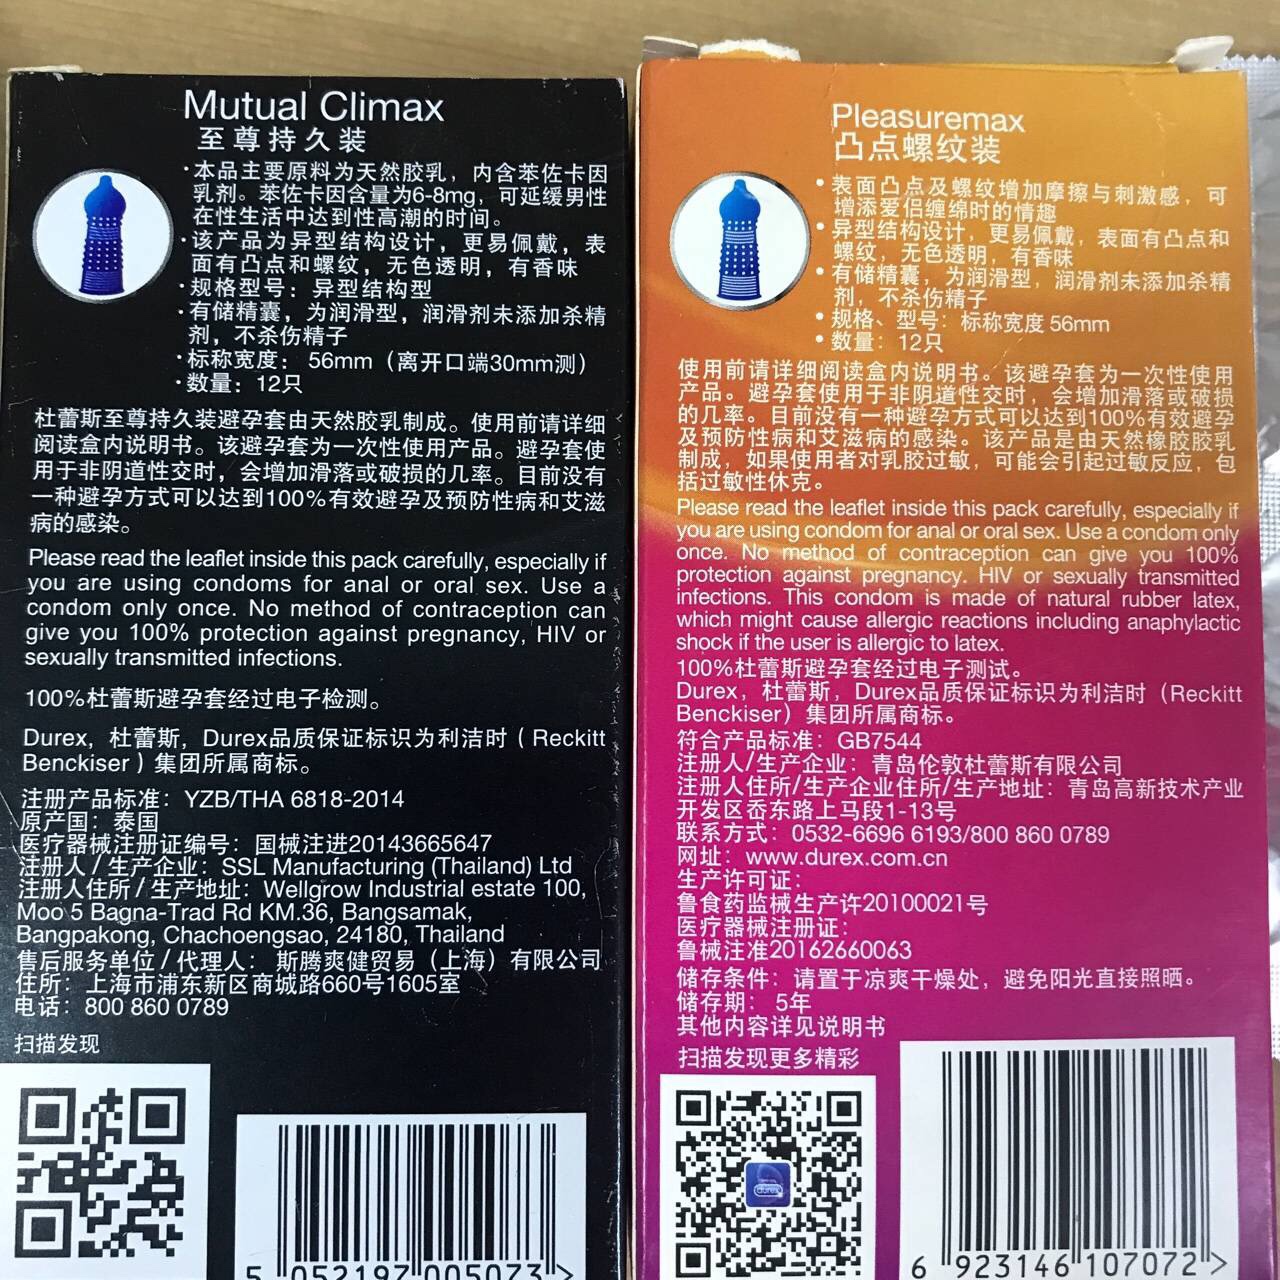 Mutual Climax
至尊持久装
·本品主要原料为天然胶乳，内含苯佐卡因
乳剂。苯佐卡因含量为6-8mg，可延缓男性
在性生活中达到性高潮的时间。
·该产品为异型结构设计，更易佩戴，表
面有凸点和螺纹，无色透明，有香味
·规格型号：异型结构型
·有储精囊，为润滑型，润滑剂未添加杀精
剂，不杀伤精子
·标称宽度： 56mm（离开口端30mm测）
·数量：12只
杜蕾斯至尊持久装避孕套由天然胶乳制成。使用前请详细
阅读盒内说明书。该避孕套为一次性使用产品。避孕套使
用于非阴道性交时，会增加滑落或破损的几率。目前没有
一种避孕方式可以达到100%有效避孕及预防性病和艾滋
病的感染。
Please read the leaflet inside this pack carefully, especially if
you are using condoms for anal or oral sex. Use a
condom only once. No method of contraception can
give you 100% protection against pregnancy, HIV or
sexually transmitted infections.
100%杜蕾斯避孕套经过电子检测。
Durex，杜蕾斯，Durex品质保证标识为利洁时（Reckitt
Benckiser）集团所属商标。
注册产品标准：YZB/THA 6818-2014
原产国：泰国
医疗器械注册证编号：国械注进20143665647
注册人/生产企业：SSL Manufacturing (Thailand) Ltd
注册人住所/生产地址：Wellgrow Industrial estate 100,
Moo 5 Bagna-Trad Rd KM.36, Bangsamak,
Bangpakong, Chachoengsao, 24180, Thailand
售后服务单位/代理人：斯腾爽健贸易（上海）有限公司
住所：上海市浦东新区商城路660号1605室
电话：800 860 0789
扫描发现
5 052197 005073 >
Pleasuremax
凸点螺纹装
•表面凸点及螺纹增加摩擦与刺激感，可
增添爱侣缠绵时的情趣
•异型结构设计，更易佩戴，表面有凸点和
螺纹，无色透明，有香味
•有储精囊，为润滑型，润滑剂未添加杀精
剂，不杀伤精子
•规格、型号：标称宽度 56mm
•数量：12只
使用前请详细阅读盒内说明书。该避孕套为一次性使用
产品。避孕套使用于非阴道性交时，会增加滑落或破损
的几率。目前没有一种避孕方式可以达到100%有效避孕
及预防性病和艾滋病的感染。该产品是由天然橡胶胶乳
制成，如果使用者对乳胶过敏，可能会引起过敏反应，包
括过敏性休克。
Please read the leaflet inside this pack carefully, especially if
you are using condom for anal or oral sex. Use a condom only
once. No method of contraception can give you 100%
protection against pregnancy. HIV or sexually transmitted
infections. This condom is made of natural rubber latex,
which might cause allergic reactions including anaphylactic
shock if the user is allergic to latex.
100%杜蕾斯避孕套经过电子测试。
Durex，杜蕾斯，Durex品质保证标识为利洁时（Reckitt
Benckiser）集团所属商标。
符合产品标准：GB7544
注册人/生产企业：青岛伦敦杜蕾斯有限公司
注册人住所/生产企业住所/生产地址：青岛高新技术产业
开发区岙东路上马段1-13号
联系方式：0532-6696 6193/800 860 0789
网址：www.durex.com.cn
生产许可证：
鲁食药监械生产许20100021号
医疗器械注册证：
鲁械注准20162660063
储存条件：请置于凉爽干燥处，避免阳光直接照晒。
储存期：5年
其他内容详见说明书
扫描发现更多精彩
durex
6 923146 107072 >